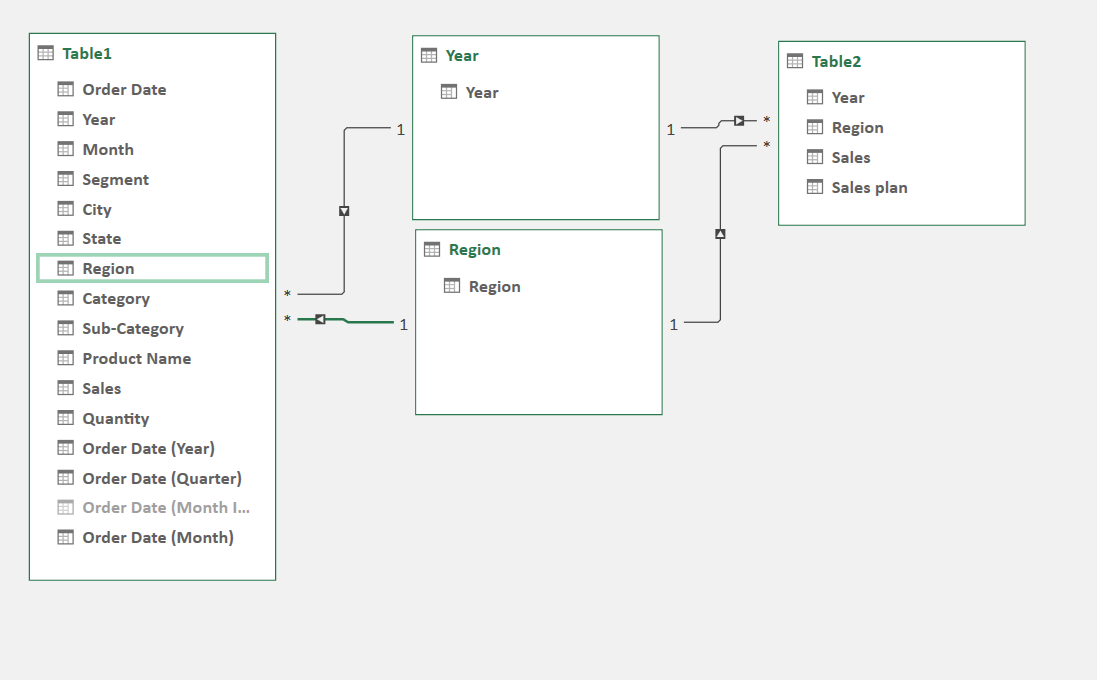 Table1
Order Date
Year
Month
Segment
City
State
Region
Category
Sub-Category
Product Name
Sales
Quantity
Order Date (Year)
Order Date (Quarter)
Order Date (Month I...
Order Date (Month)
*
*
1
1
Year
Year
Region
Region
1
1
*
*
Table2
Year
Region
Sales
Sales plan